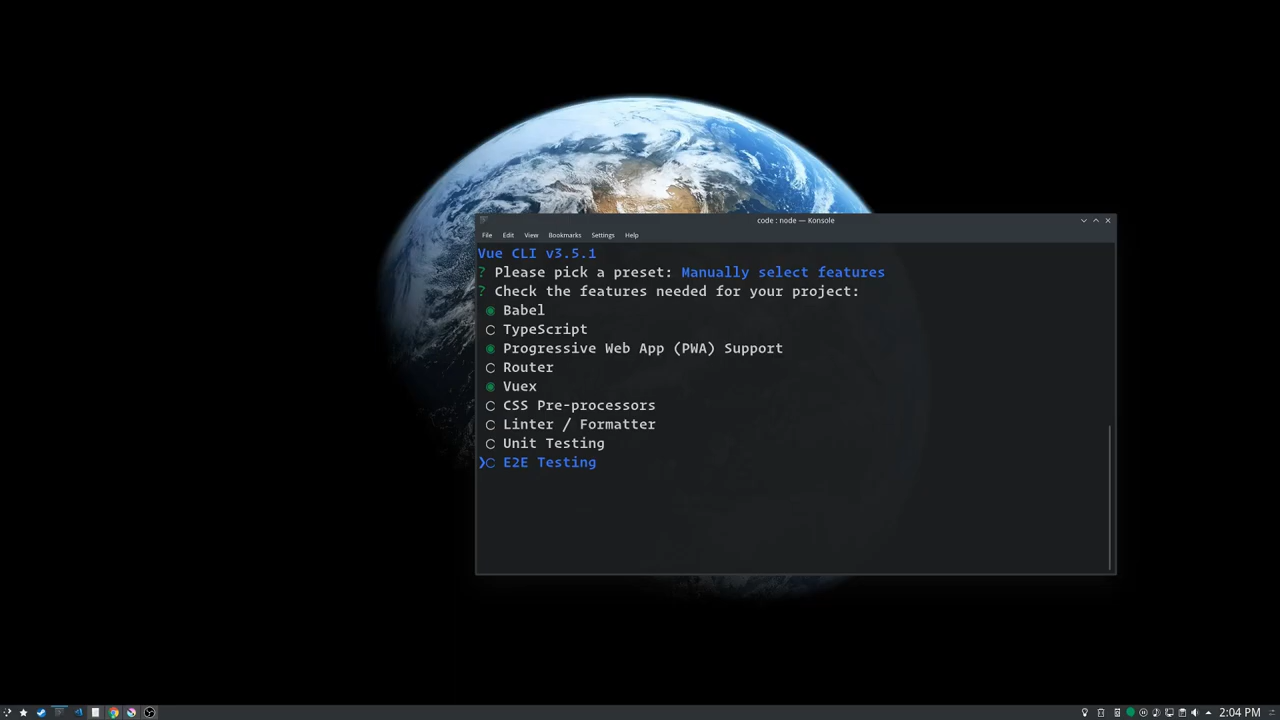 code : node — Konsole
File Edit View Bookmarks Settings Help
Vue CLI v3.5.1
? Please pick a preset: Manually select features
? Check the features needed for your project:
◉ Babel
◯ TypeScript
◉ Progressive Web App (PWA) Support
◯ Router
◉ Vuex
◯ CSS Pre-processors
◯ Linter / Formatter
◯ Unit Testing
❯◯ E2E Testing
2:04 PM